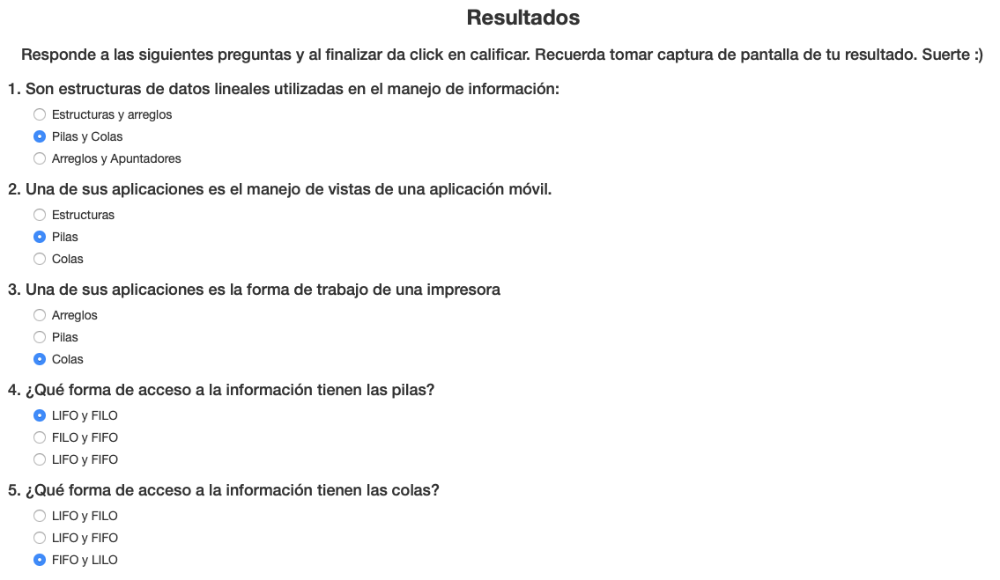 Resultados
Responde a las siguientes preguntas y al finalizar da click en calificar. Recuerda tomar captura de pantalla de tu resultado. Suerte :)
1. Son estructuras de datos lineales utilizadas en el manejo de información:
Estructuras y arreglos
Pilas y Colas
Arreglos y Apuntadores
2. Una de sus aplicaciones es el manejo de vistas de una aplicación móvil.
Estructuras
Pilas
Colas
3. Una de sus aplicaciones es la forma de trabajo de una impresora
Arreglos
Pilas
Colas
4. ¿Qué forma de acceso a la información tienen las pilas?
LIFO y FILO
FILO y FIFO
LIFO y FIFO
5. ¿Qué forma de acceso a la información tienen las colas?
LIFO y FILO
LIFO y FIFO
FIFO y LILO